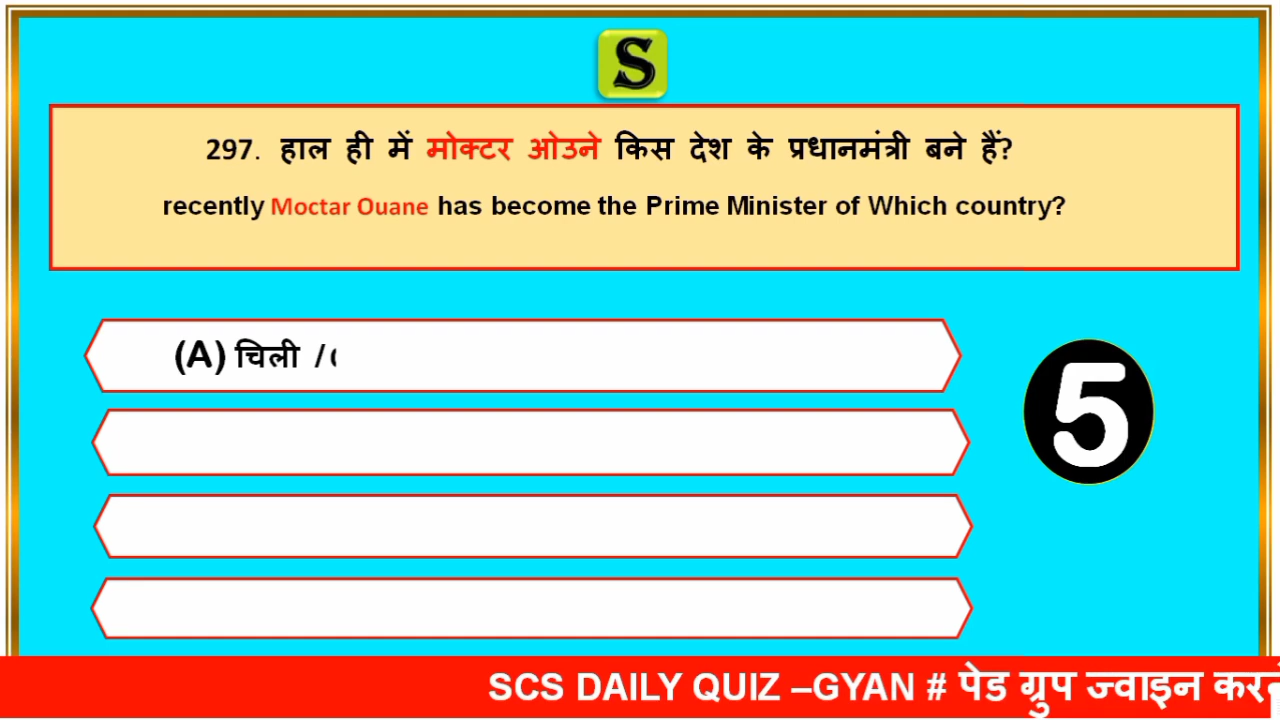 S
297. हाल ही में मोक्टर ओउने किस देश के प्रधानमंत्री बने हैं?
recently Moctar Ouane has become the Prime Minister of Which country?
(A) चिली /
5
SCS DAILY QUIZ –GYAN # पेड ग्रुप ज्वाइन